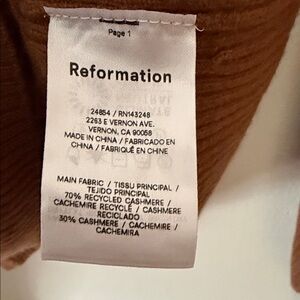 Page 1
Reformation
24854 / RN143248
2263 E VERNON AVE.
VERNON, CA 90058
MADE IN CHINA / FABRICADO EN
CHINA / FABRIQUÉ EN CHINE
MAIN FABRIC / TISSU PRINCIPAL /
TEJIDO PRINCIPAL
70% RECYCLED CASHMERE /
CACHEMIRE RECYCLÉ / CASHMERE
RECICLADO
30% CASHMERE / CACHEMIRE /
CACHEMIRA